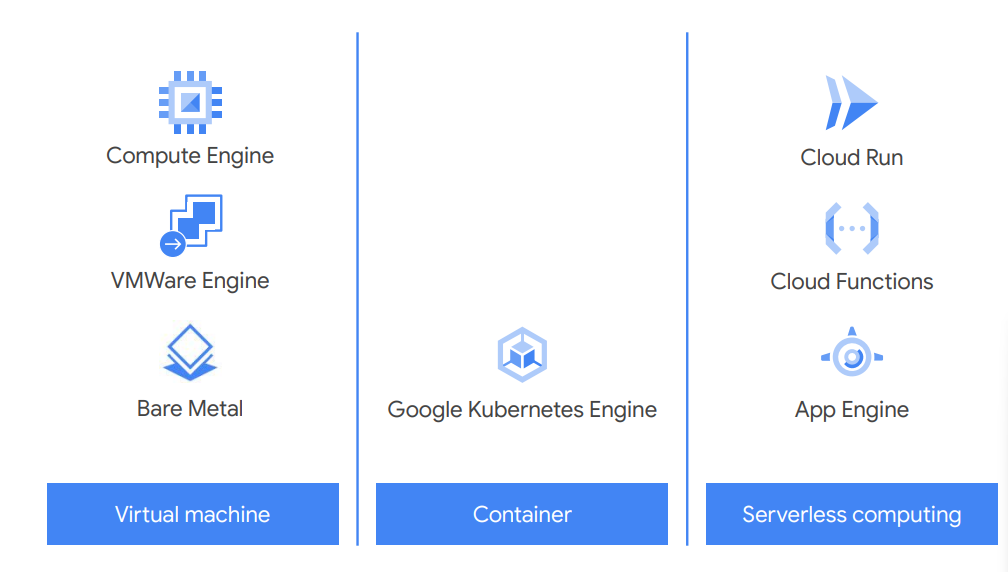 Compute Engine
VMWare Engine
Bare Metal
Virtual machine
Google Kubernetes Engine
Container
Cloud Run
Cloud Functions
App Engine
Serverless computing